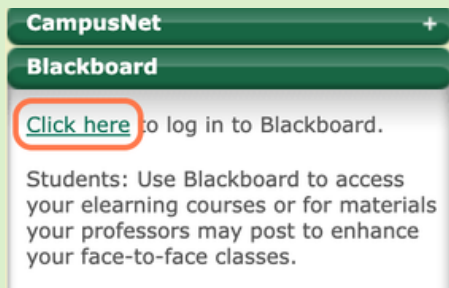 CampusNet +
Blackboard
Click here to log in to Blackboard.
Students: Use Blackboard to access
your elearning courses or for materials
your professors may post to enhance
your face-to-face classes.